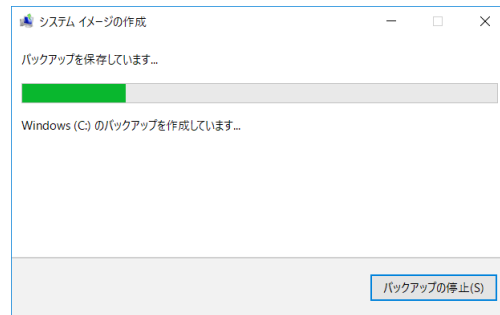 システム イメージの作成
バックアップを保存しています...
Windows (C:) のバックアップを作成しています...
バックアップの停止(S)